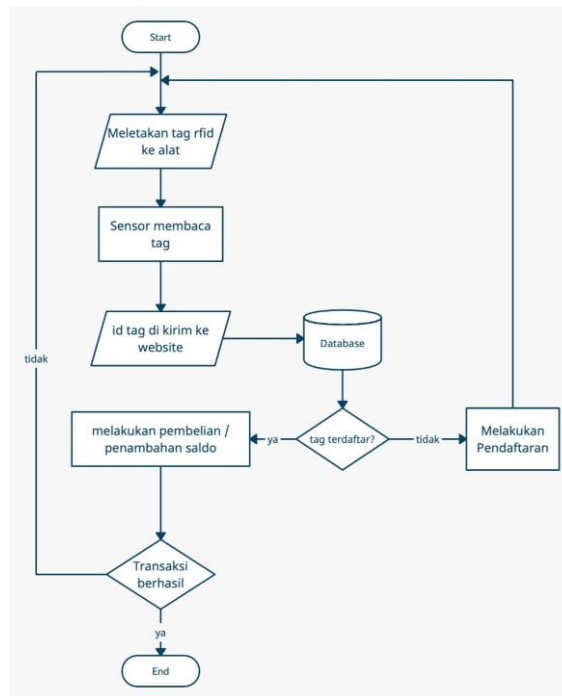 Start
Meletakan tag rfid
ke alat
Sensor membaca
tag
id tag di kirim ke
website
Database
tidak
melakukan pembelian /
penambahan saldo
ya
tag terdaftar?
tidak
Melakukan
Pendaftaran
Transaksi
berhasil
ya
End